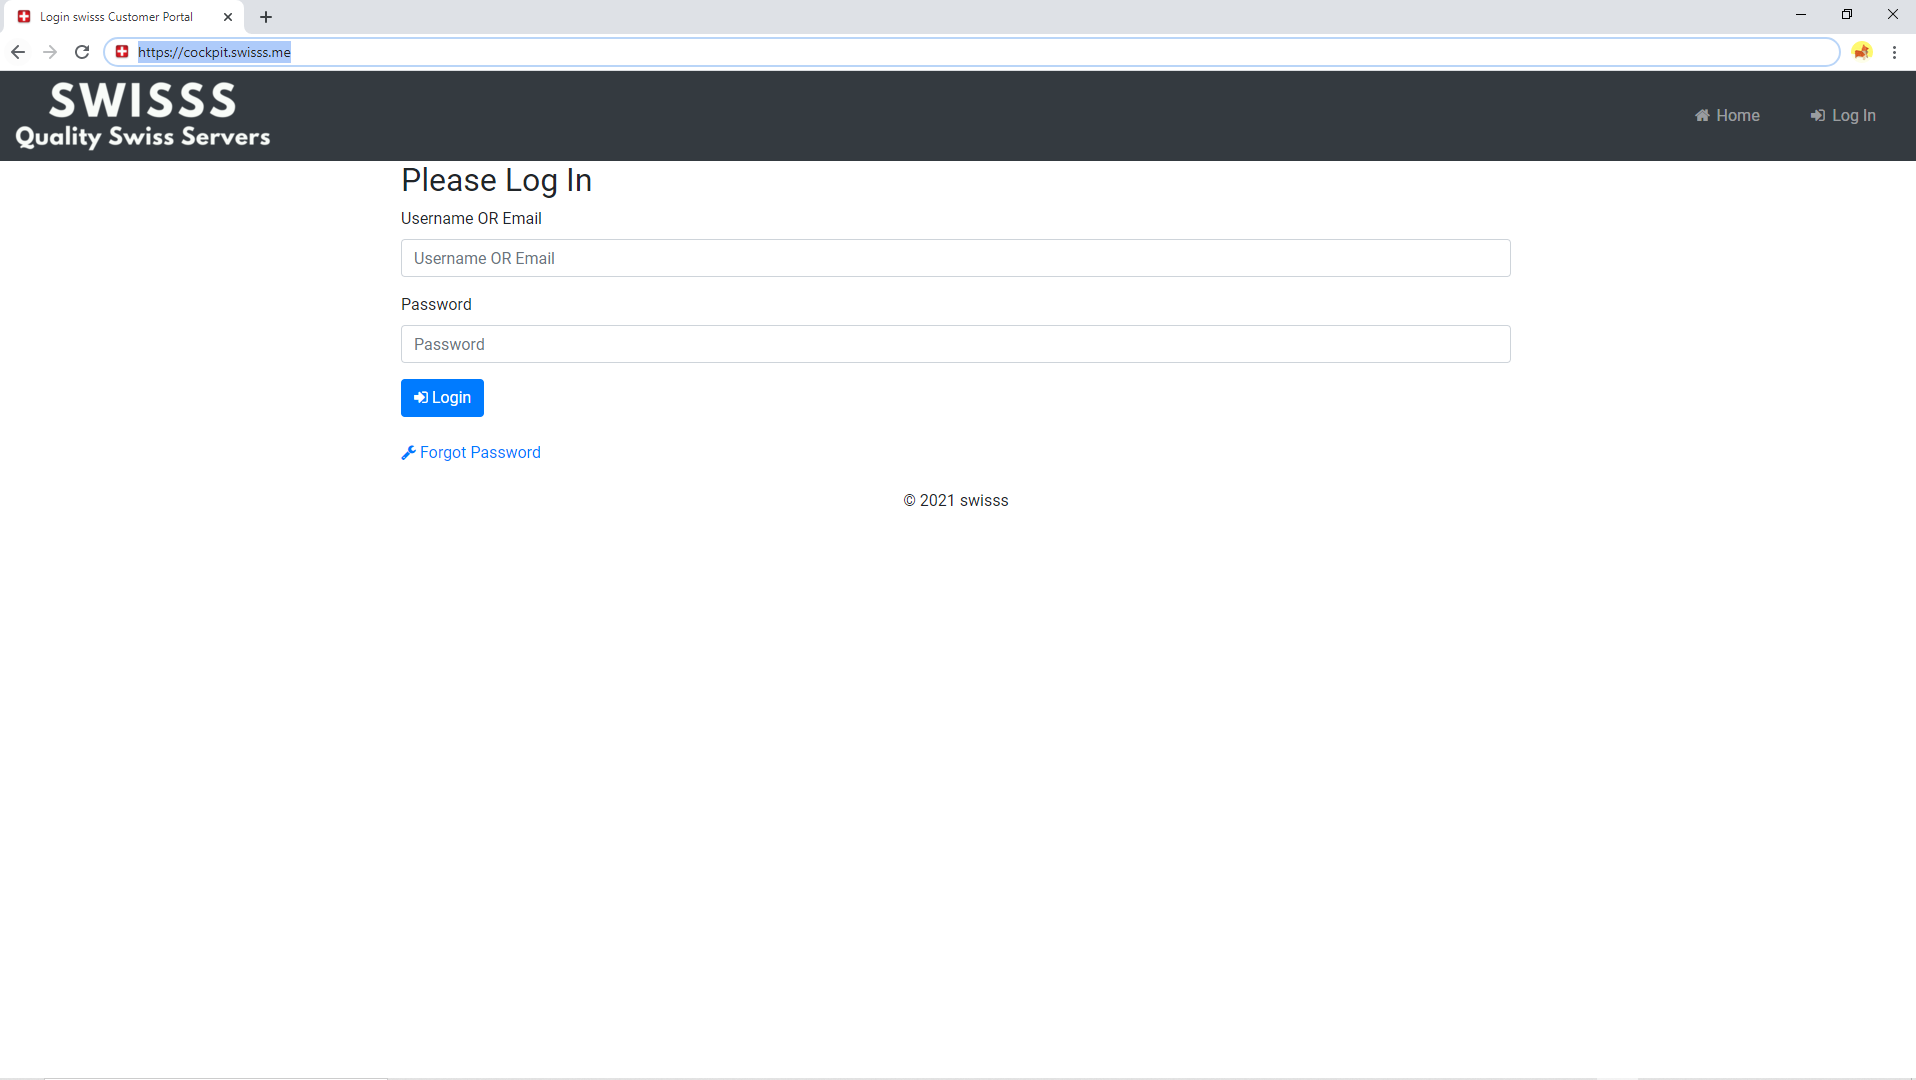 Login swisss Customer Portal
https://cockpit.swisss.me
SWISSS
Quality Swiss Servers
Home
Log In
Please Log In
Username OR Email
Username OR Email
Password
Password
Login
Forgot Password
© 2021 swisss